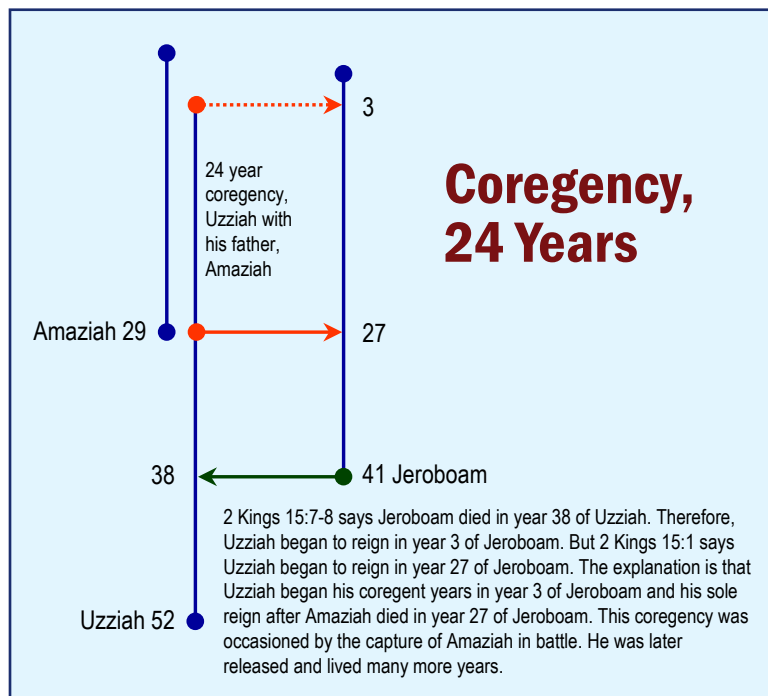 3
24 year
coregency,
Uzziah with
his father,
Amaziah
Coregency,
24 Years
Amaziah 29
27
38
41 Jeroboam
2 Kings 15:7-8 says Jeroboam died in year 38 of Uzziah. Therefore,
Uzziah began to reign in year 3 of Jeroboam. But 2 Kings 15:1 says
Uzziah began to reign in year 27 of Jeroboam. The explanation is that
Uzziah began his coregent years in year 3 of Jeroboam and his sole
reign after Amaziah died in year 27 of Jeroboam. This coregency was
occasioned by the capture of Amaziah in battle. He was later
released and lived many more years.
Uzziah 52